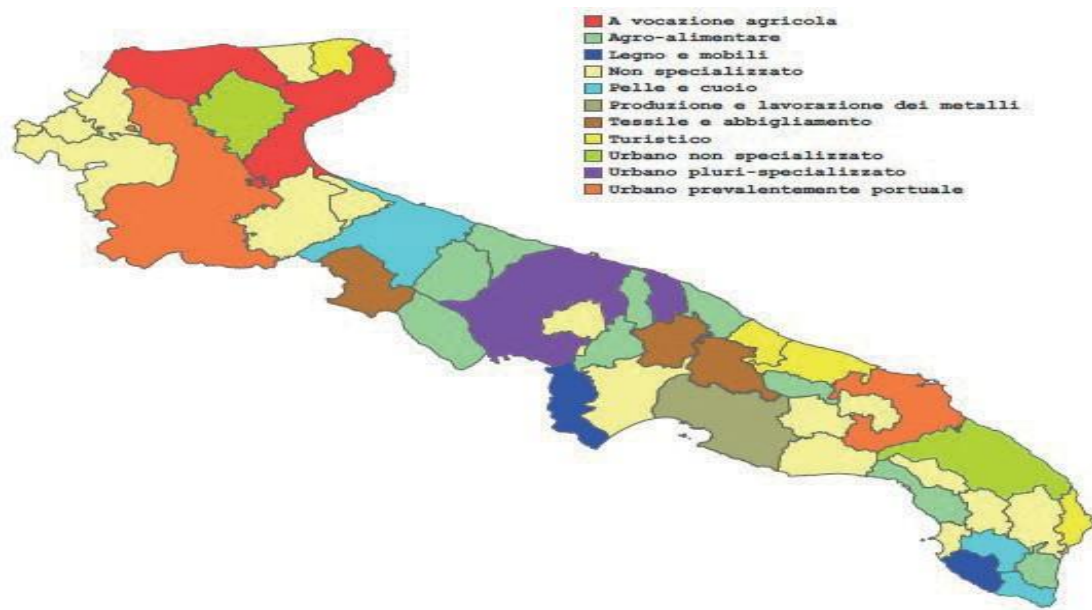 A vocazione agricola
Agro-alimentare
Legno e mobili
Non specializzato
Pelle e cuoio
Produzione e lavorazione dei metalli
Tessile e abbigliamento
Turistico
Urbano non specializzato
Urbano pluri-specializzato
Urbano prevalentemente portuale